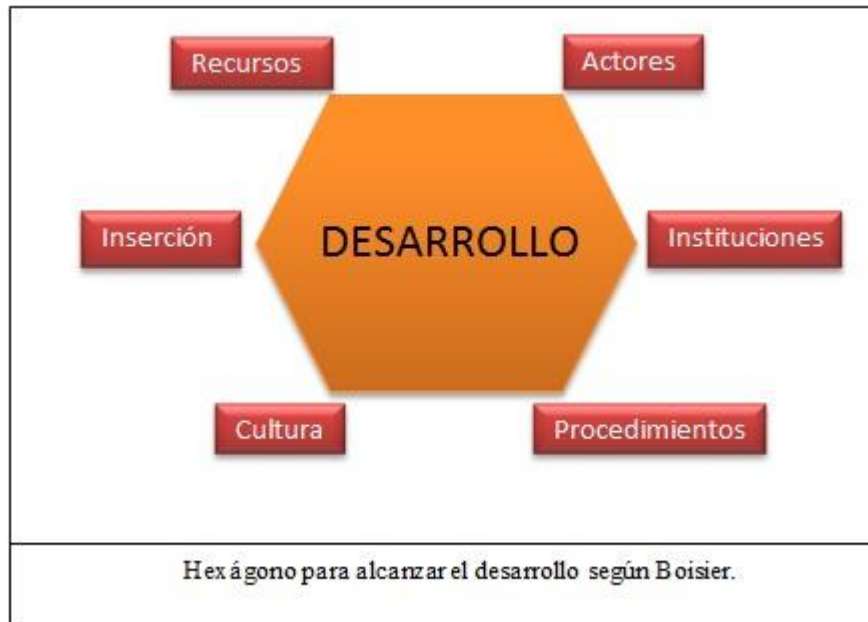 Recursos
Actores
Inserción
DESARROLLO
Instituciones
Cultura
Procedimientos
Hexágono para alcanzar el desarrollo según Boisier.